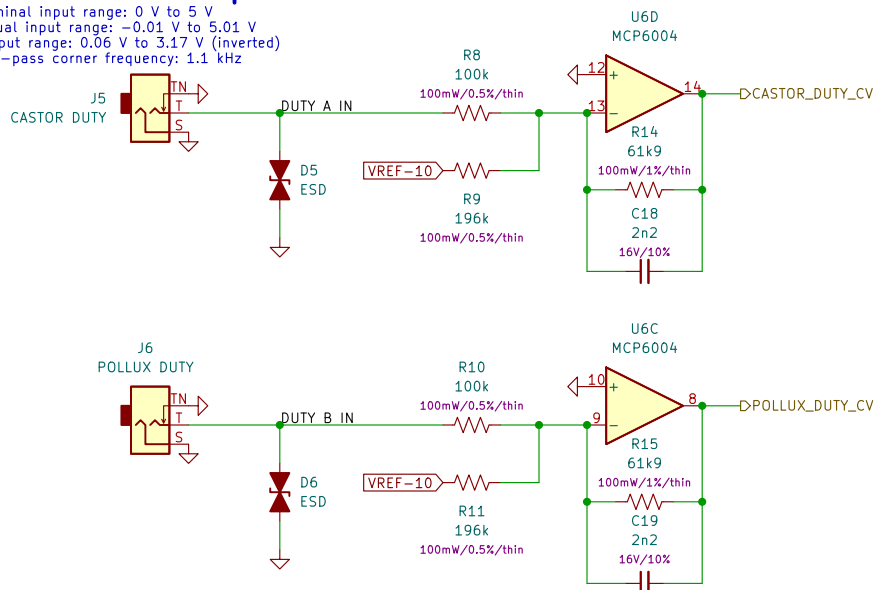 minal input range: 0 V to 5 V
ual input range: −0.01 V to 5.01 V
put range: 0.06 V to 3.17 V (inverted)
-pass corner frequency: 1.1 kHz
J5
CASTOR DUTY
TN
T
S
DUTY A IN
D5
ESD
R8
100k
100mW/0.5%/thin
VREF-10
R9
196k
100mW/0.5%/thin
U6D
MCP6004
12
+
13
−
14
CASTOR_DUTY_CV
R14
61k9
100mW/1%/thin
C18
2n2
16V/10%
J6
POLLUX DUTY
TN
T
S
DUTY B IN
D6
ESD
R10
100k
100mW/0.5%/thin
VREF-10
R11
196k
100mW/0.5%/thin
U6C
MCP6004
10
+
9
−
8
POLLUX_DUTY_CV
R15
61k9
100mW/1%/thin
C19
2n2
16V/10%